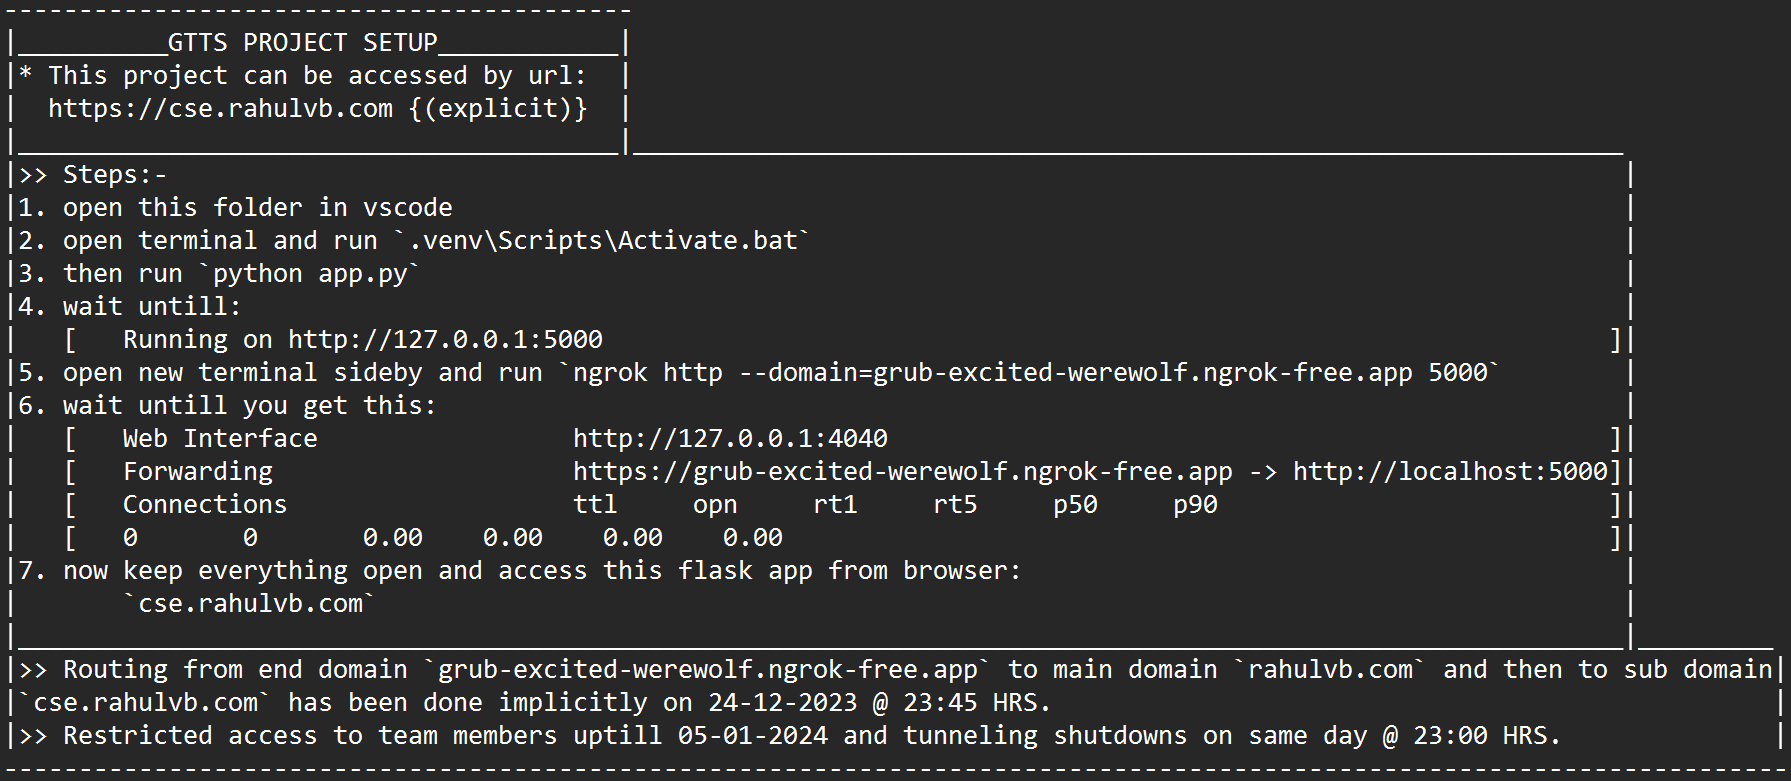 -------------------------------------------
|__________GTTS PROJECT SETUP____________|
|* This project can be accessed by url:  |
|  https://cse.rahulvb.com {(explicit)}  |
|________________________________________|__________________________________________________________________
|>> Steps:-                                                                                                 |
|1. open this folder in vscode                                                                              |
|2. open terminal and run `.venv\Scripts\Activate.bat`                                                      |
|3. then run `python app.py`                                                                                |
|4. wait untill:                                                                                            |
|   [   Running on http://127.0.0.1:5000                                                                   ]|
|5. open new terminal sideby and run `ngrok http --domain=grub-excited-werewolf.ngrok-free.app 5000`        |
|6. wait untill you get this:                                                                               |
|   [   Web Interface                 http://127.0.0.1:4040                                                ]|
|   [   Forwarding                    https://grub-excited-werewolf.ngrok-free.app -> http://localhost:5000]|
|   [   Connections                   ttl     opn     rt1     rt5     p50     p90                          ]|
|   [   0       0       0.00    0.00    0.00    0.00                                                       ]|
|7. now keep everything open and access this flask app from browser:                                        |
|       `cse.rahulvb.com`                                                                                   |
|___________________________________________________________________________________________________________|_________
|>> Routing from end domain `grub-excited-werewolf.ngrok-free.app` to main domain `rahulvb.com` and then to sub domain|
|`cse.rahulvb.com` has been done implicitly on 24-12-2023 @ 23:45 HRS.                                                |
|>> Restricted access to team members uptill 05-01-2024 and tunneling shutdowns on same day @ 23:00 HRS.              |
-----------------------------------------------------------------------------------------------------------------------